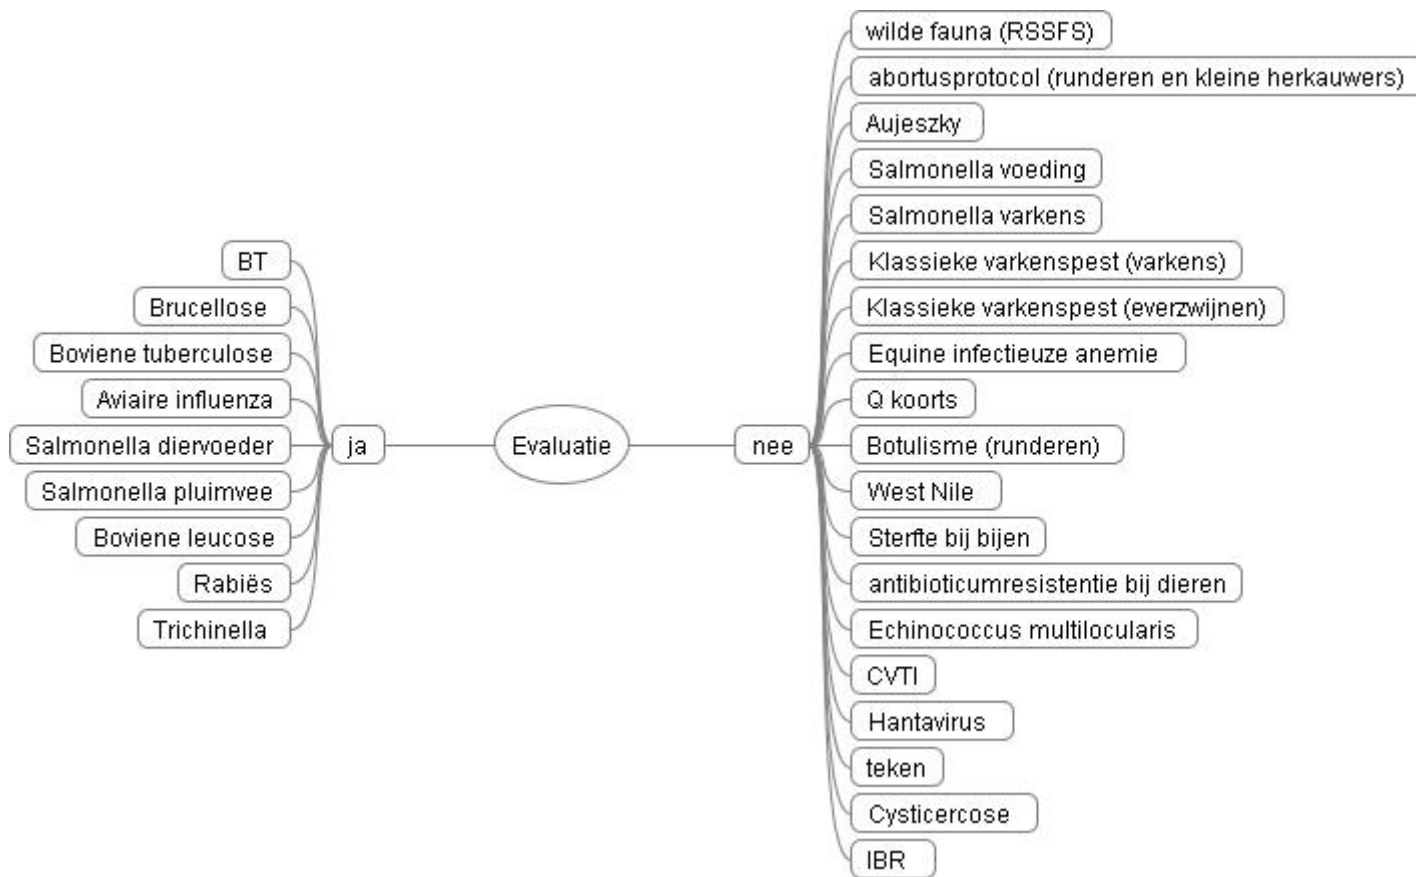 BT
Brucellose
Boviene tuberculose
Aviaire influenza
Salmonella diervoeder
Salmonella pluimvee
Boviene leucose
Rabiës
Trichinella
ja
Evaluatie
nee
wilde fauna (RSSFS)
abortusprotocol (runderen en kleine herkauwers)
Aujeszky
Salmonella voeding
Salmonella varkens
Klassieke varkenspest (varkens)
Klassieke varkenspest (everzwijnen)
Equine infectieuze anemie
Q koorts
Botulisme (runderen)
West Nile
Sterfte bij bijen
antibioticumresistentie bij dieren
Echinococcus multilocularis
CVTI
Hantavirus
teken
Cysticercose
IBR